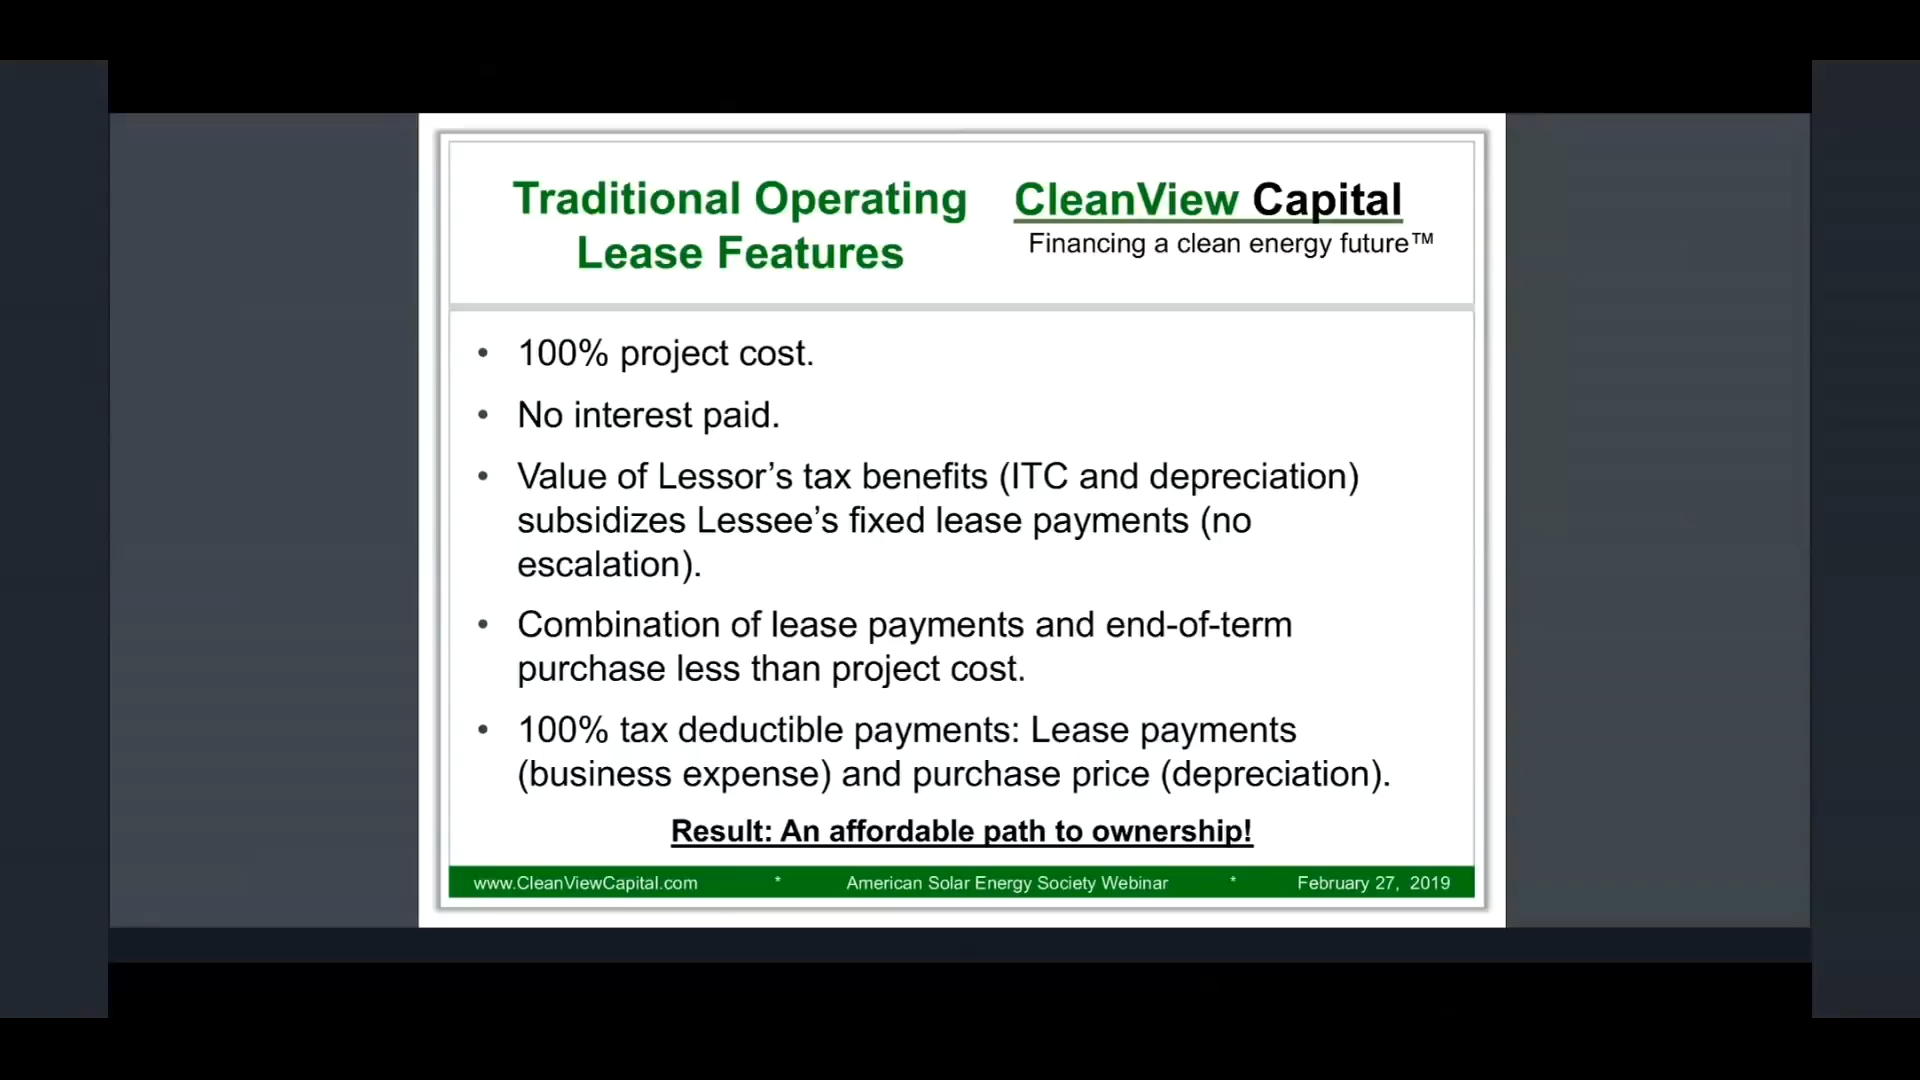 Traditional Operating
Lease Features
CleanView Capital
Financing a clean energy future™
• 100% project cost.
• No interest paid.
• Value of Lessor’s tax benefits (ITC and depreciation)
subsidizes Lessee’s fixed lease payments (no
escalation).
• Combination of lease payments and end-of-term
purchase less than project cost.
• 100% tax deductible payments: Lease payments
(business expense) and purchase price (depreciation).
Result: An affordable path to ownership!
www.CleanViewCapital.com * American Solar Energy Society Webinar * February 27, 2019